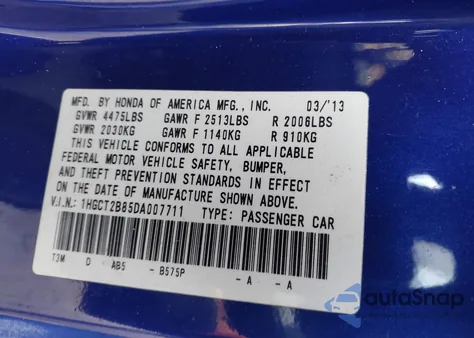 MFD. BY HONDA OF AMERICA MFG., INC. 03/'13
GVWR 4475LBS GAWR F 2513LBS R 2006LBS
GVWR 2030KG GAWR F 1140KG R 910KG
THIS VEHICLE CONFORMS TO ALL APPLICABLE
FEDERAL MOTOR VEHICLE SAFETY, BUMPER,
AND THEFT PREVENTION STANDARDS IN EFFECT
ON THE DATE OF MANUFACTURE SHOWN ABOVE.
V.I.N.: 1HGCT2B85DA007711 TYPE: PASSENGER CAR
T3M D AB5 - B575P - A - A
autoSnap